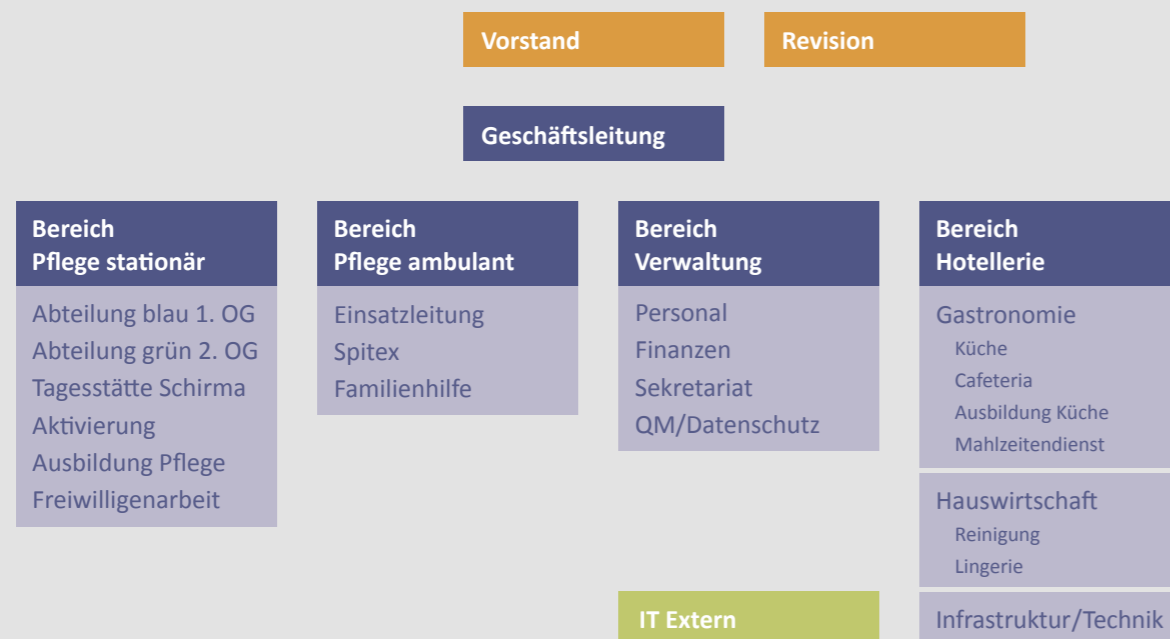 Vorstand
Revision
Geschäftsleitung
Bereich
Pflege stationär
Abteilung blau 1. OG
Abteilung grün 2. OG
Tagesstätte Schirma
Aktivierung
Ausbildung Pflege
Freiwilligenarbeit
Bereich
Pflege ambulant
Einsatzleitung
Spitex
Familienhilfe
Bereich
Verwaltung
Personal
Finanzen
Sekretariat
QM/Datenschutz
IT Extern
Bereich
Hotellerie
Gastronomie
Küche
Cafeteria
Ausbildung Küche
Mahlzeitendienst
Hauswirtschaft
Reinigung
Lingerie
Infrastruktur/Technik